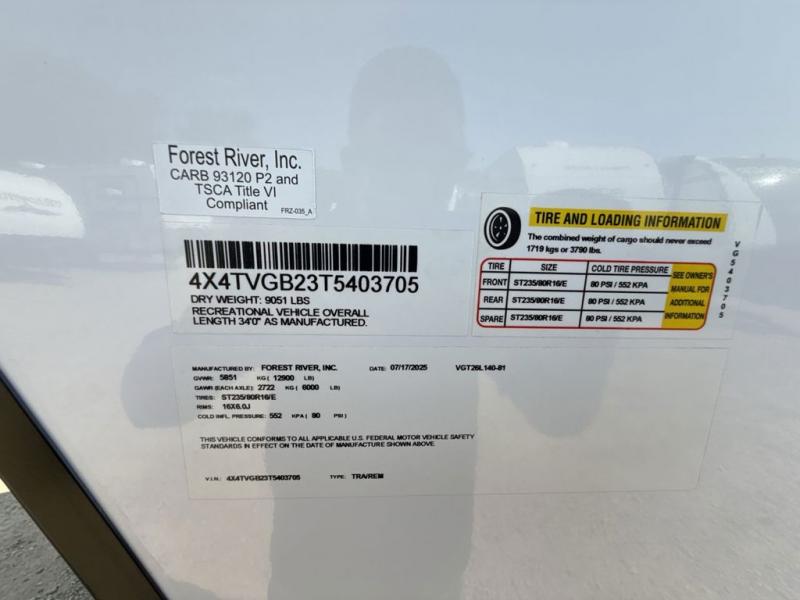 Forest River, Inc.
CARB 93120 P2 and
TSCA Title VI
Compliant
FRZ-035_A
4X4TVGB23T5403705
DRY WEIGHT: 9051 LBS
RECREATIONAL VEHICLE OVERALL
LENGTH 34'0" AS MANUFACTURED.
TIRE AND LOADING INFORMATION
The combined weight of cargo should never exceed
1719 kgs or 3790 lbs.
TIRE SIZE COLD TIRE PRESSURE
FRONT ST235/80R16/E 80 PSI / 552 KPA
REAR ST235/80R16/E 80 PSI / 552 KPA
SPARE ST235/80R16/E 80 PSI / 552 KPA
SEE OWNER'S
MANUAL FOR
ADDITIONAL
INFORMATION
VG5403705
MANUFACTURED BY: FOREST RIVER, INC. DATE: 07/17/2025 VGT26L140-81
GVWR: 5851 KG ( 12900 LB)
GAWR (EACH AXLE): 2722 KG ( 6000 LB)
TIRES: ST235/80R16/E
RIMS: 16X6.0J
COLD INFL. PRESSURE: 552 KPA ( 80 PSI )
THIS VEHICLE CONFORMS TO ALL APPLICABLE U.S. FEDERAL MOTOR VEHICLE SAFETY
STANDARDS IN EFFECT ON THE DATE OF MANUFACTURE SHOWN ABOVE.
V.I.N.: 4X4TVGB23T5403705 TYPE: TRA/REM